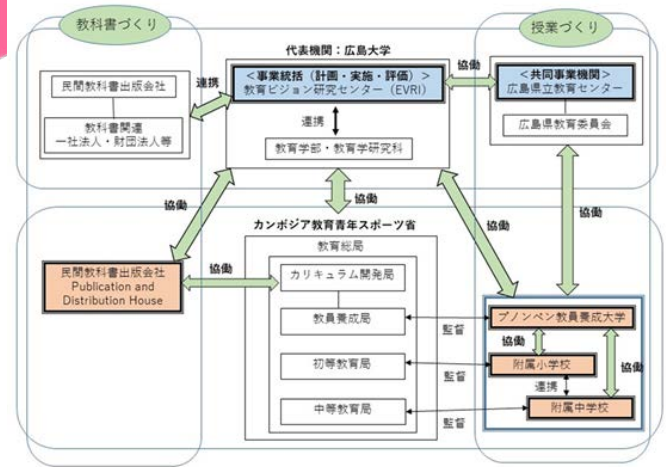 教科書づくり
授業づくり
代表機関：広島大学
民間教科書出版会社
教科書関連
一社法人・財団法人等
連携
＜事業統括（計画・実施・評価）＞
教育ビジョン研究センター（EVRI）
連携
教育学部・教育学研究科
協働
＜共同事業機関＞
広島県立教育センター
広島県教育委員会
協働
協働
協働
協働
カンボジア教育青年スポーツ省
教育総局
民間教科書出版会社
Publication and
Distribution House
協働
カリキュラム開発局
教員養成局
初等教育局
中等教育局
監督
監督
監督
プノンペン教員養成大学
協働
附属小学校
協働
連携
附属中学校